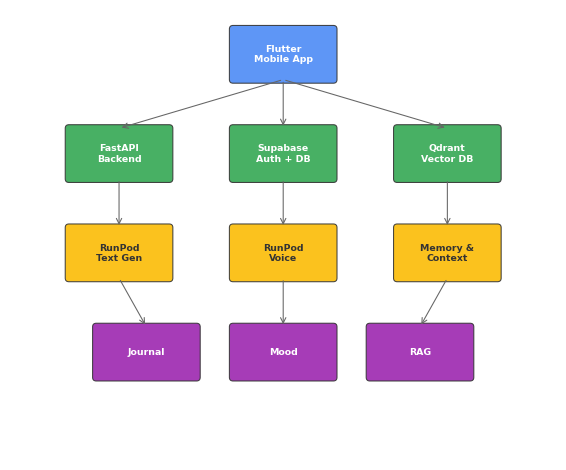 Flutter
Mobile App
FastAPI
Backend
Supabase
Auth + DB
Qdrant
Vector DB
RunPod
Text Gen
RunPod
Voice
Memory &
Context
Journal
Mood
RAG